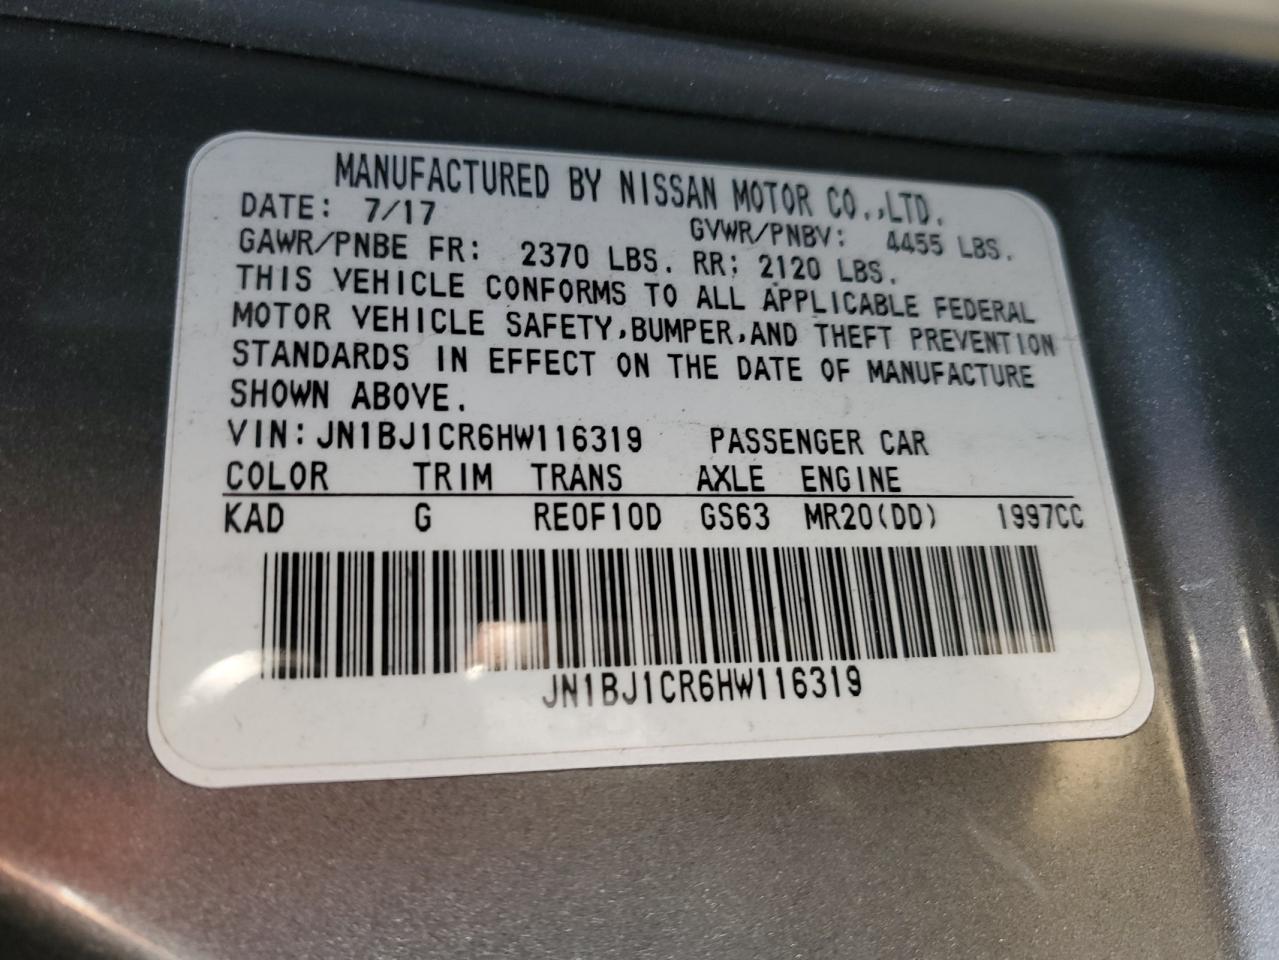 MANUFACTURED BY NISSAN MOTOR CO.,LTD.
DATE: 7/17 GVWR/PNBV: 4455 LBS.
GAWR/PNBE FR: 2370 LBS. RR: 2120 LBS.
THIS VEHICLE CONFORMS TO ALL APPLICABLE FEDERAL
MOTOR VEHICLE SAFETY,BUMPER,AND THEFT PREVENTION
STANDARDS IN EFFECT ON THE DATE OF MANUFACTURE
SHOWN ABOVE.
VIN:JN1BJ1CR6HW116319 PASSENGER CAR
COLOR TRIM TRANS AXLE ENGINE
KAD G RE0F10D GS63 MR20(DD) 1997CC
JN1BJ1CR6HW116319